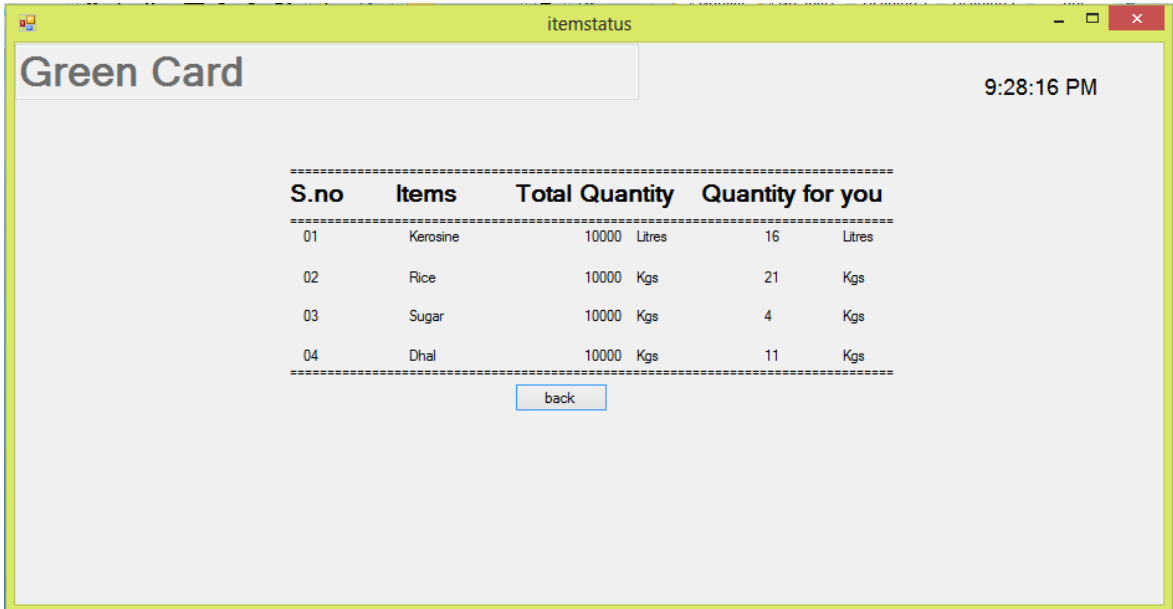 itemstatus
Green Card
9:28:16 PM
=================================================================================
S.no Items Total Quantity Quantity for you
=================================================================================
01 Kerosine 10000 Litres 16 Litres
02 Rice 10000 Kgs 21 Kgs
03 Sugar 10000 Kgs 4 Kgs
04 Dhal 10000 Kgs 11 Kgs
=================================================================================
back